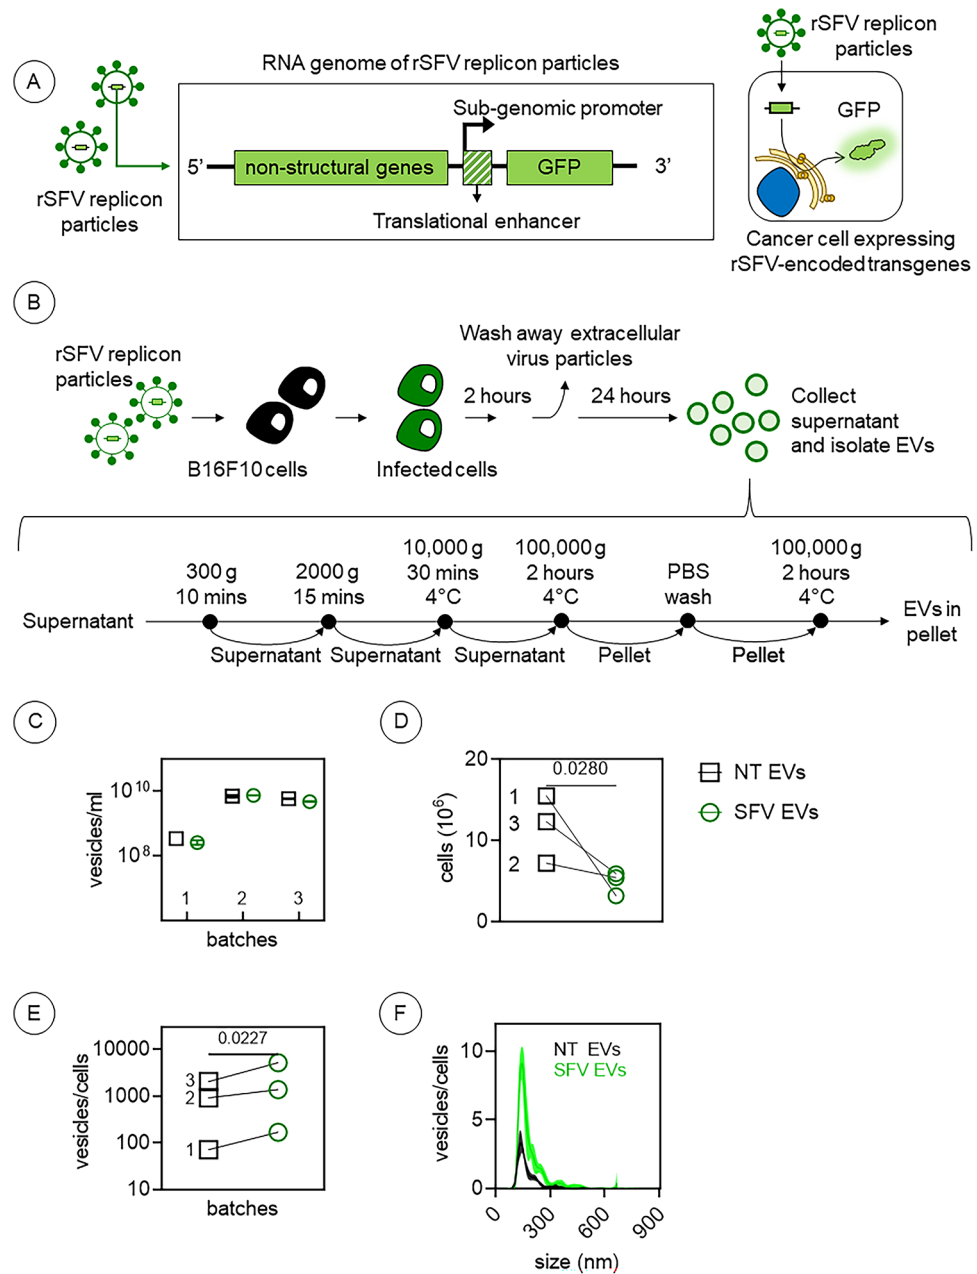 A
RNA genome of rSFV replicon particles
Sub-genomic promoter
5’
non-structural genes
GFP
3’
Translational enhancer
rSFV replicon
particles
rSFV replicon
particles
GFP
Cancer cell expressing
rSFV-encoded transgenes
B
rSFV replicon
particles
B16F10 cells
Infected cells
Wash away extracellular
virus particles
2 hours
24 hours
Collect
supernatant
and isolate EVs
Supernatant
300 g
10 mins
2000 g
15 mins
10,000 g
30 mins
4°C
100,000 g
2 hours
4°C
PBS
wash
100,000 g
2 hours
4°C
EVs in
pellet
Supernatant
Supernatant
Supernatant
Pellet
Pellet
C
vesicles/ml
10^10
10^8
1
2
3
batches
D
cells (10^6)
20
10
0
0.0280
1
3
2
NT EVs
SFV EVs
E
vesicles/cells
10000
1000
100
10
0.0227
3
2
1
batches
F
vesicles/cells
10
5
0
NT EVs
SFV EVs
0
300
600
900
size (nm)